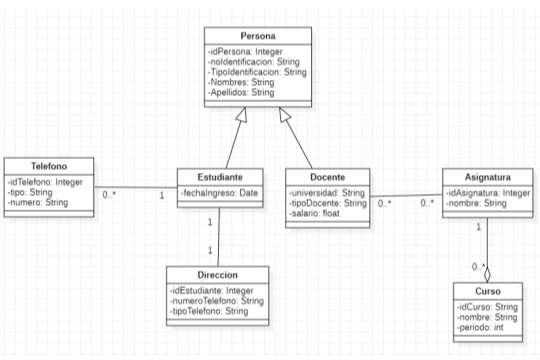 Persona
-idPersona: Integer
-noIdentificacion: String
-TipoIdentificacion: String
-Nombres: String
-Apellidos: String
Telefono
-idTelefono: Integer
-tipo: String
-numero: String
0..*
1
Estudiante
-fechaIngreso: Date
Docente
-universidad: String
-tipoDocente: String
-salario: float
0..*
0..*
Asignatura
-idAsignatura: Integer
-nombre: String
1
1
Direccion
-idEstudiante: Integer
-numeroTelefono: String
-tipoTelefono: String
1
0..*
Curso
-idCurso: String
-nombre: String
-periodo: int